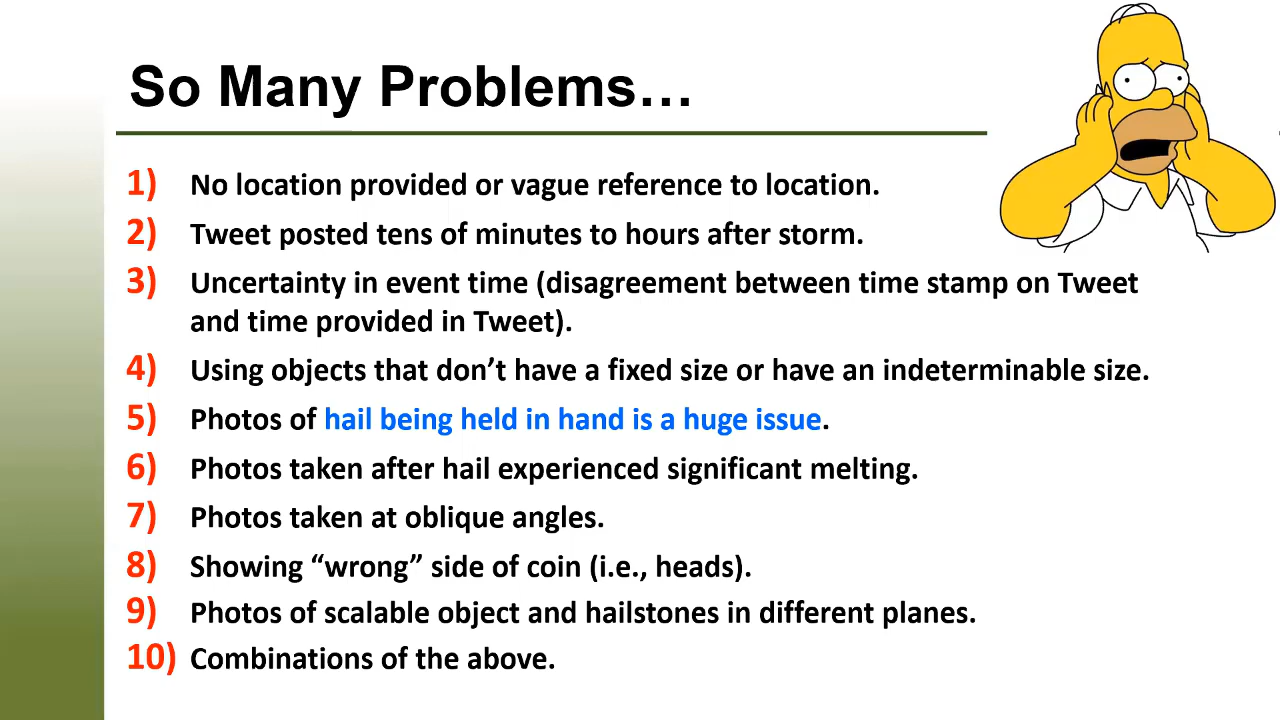 So Many Problems…
1) No location provided or vague reference to location.
2) Tweet posted tens of minutes to hours after storm.
3) Uncertainty in event time (disagreement between time stamp on Tweet
and time provided in Tweet).
4) Using objects that don’t have a fixed size or have an indeterminable size.
5) Photos of hail being held in hand is a huge issue.
6) Photos taken after hail experienced significant melting.
7) Photos taken at oblique angles.
8) Showing “wrong” side of coin (i.e., heads).
9) Photos of scalable object and hailstones in different planes.
10) Combinations of the above.